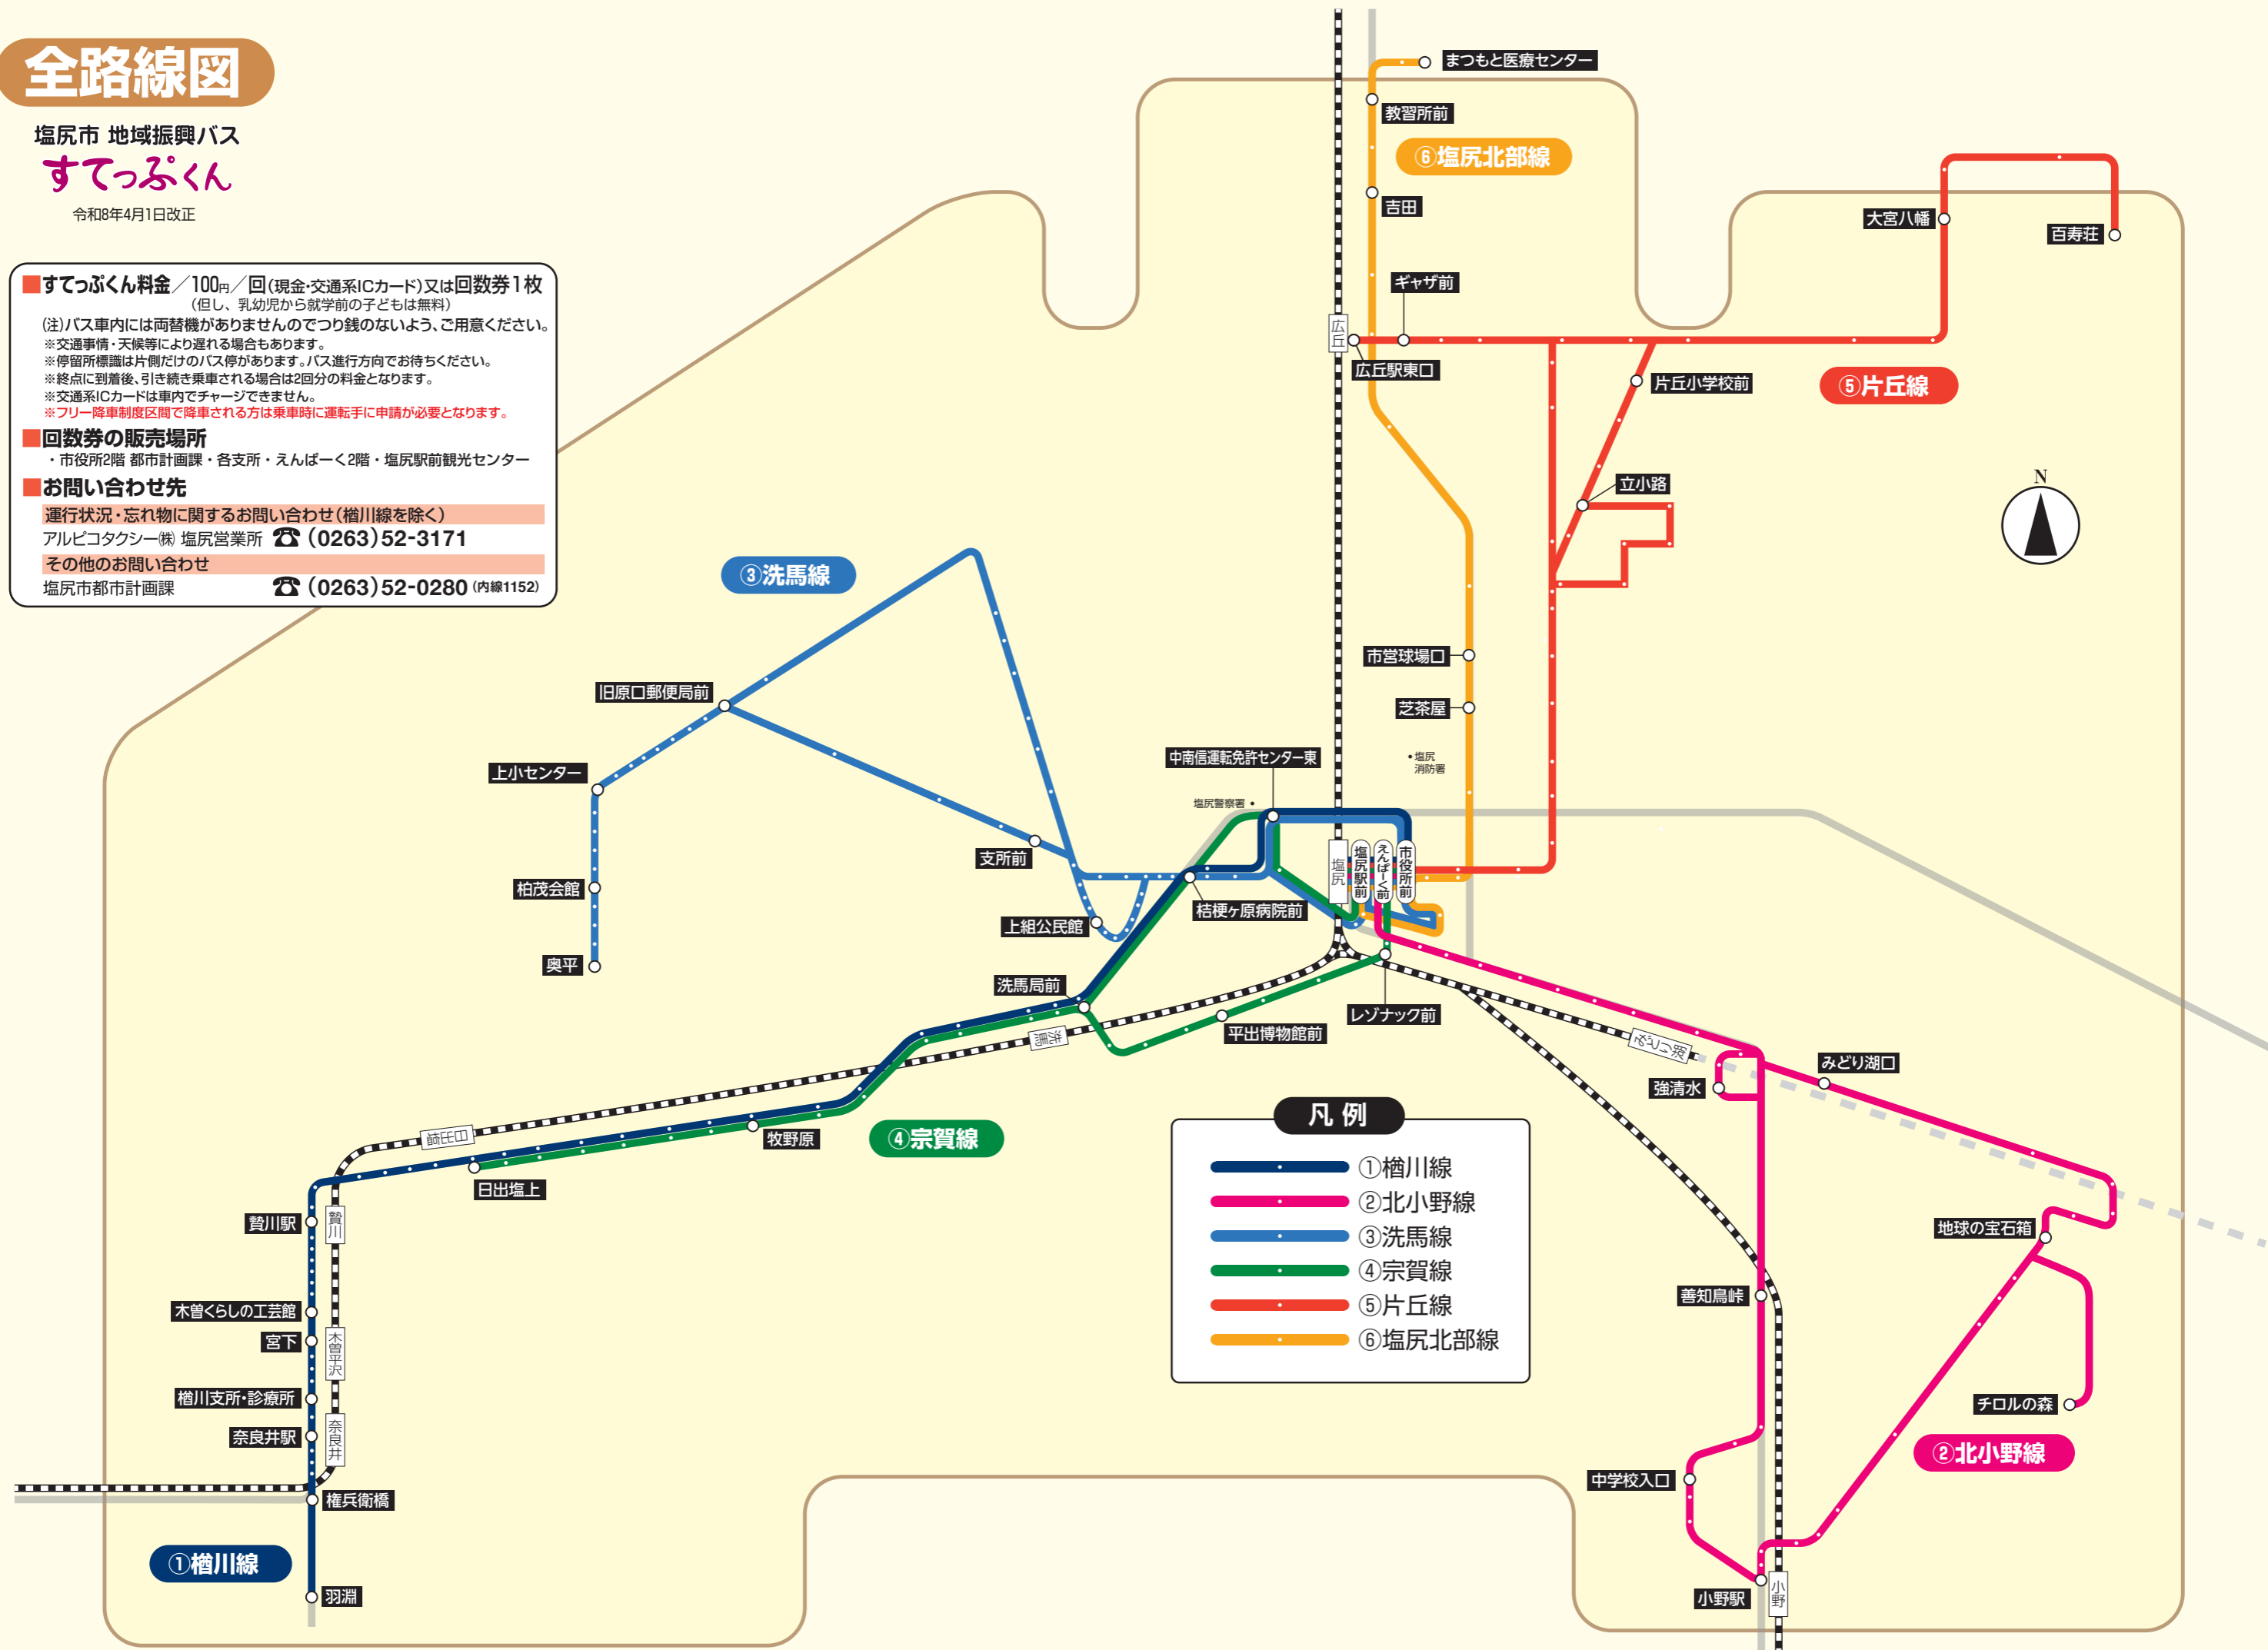 全路線図
塩尻市 地域振興バス
すてっぷくん
令和8年4月1日改正
■すてっぷくん料金／100円／回(現金・交通系ICカード)又は回数券1枚
(但し、乳幼児から就学前の子どもは無料)
(注)バス車内には両替機がありませんのでつり銭のないよう、ご用意ください。
※交通事情・天候等により遅れる場合もあります。
※停留所標識は片側だけのバス停があります。バス進行方向でお待ちください。
※終点に到着後、引き続き乗車される場合は2回分の料金となります。
※交通系ICカードは車内でチャージできません。
※フリー降車制度区間で降車される方は乗車時に運転手に申請が必要となります。
■回数券の販売場所
・市役所2階 都市計画課・各支所・えんぱーく2階・塩尻駅前観光センター
■お問い合わせ先
運行状況・忘れ物に関するお問い合わせ(楢川線を除く)
アルピコタクシー㈱ 塩尻営業所 ☎(0263)52-3171
その他のお問い合わせ
塩尻市都市計画課 ☎(0263)52-0280(内線1152)
まつもと医療センター
教習所前
⑥塩尻北部線
吉田
大宮八幡
百寿荘
ギャザ前
広丘
広丘駅東口
片丘小学校前
⑤片丘線
立小路
N
③洗馬線
市営球場口
旧原口郵便局前
芝茶屋
中南信運転免許センター東
・塩尻
消防署
上小センター
塩尻警察署・
支所前
塩尻
塩尻駅前
えんぱーく前
市役所前
柏茂会館
桔梗ヶ原病院前
上組公民館
奥平
洗馬局前
レゾナック前
平出博物館前
洗馬
みどり湖
みどり湖口
強清水
日出塩
牧野原
④宗賀線
日出塩上
凡例
①楢川線
②北小野線
③洗馬線
④宗賀線
⑤片丘線
⑥塩尻北部線
贄川駅
贄川
地球の宝石箱
木曽くらしの工芸館
宮下
木曽平沢
善知鳥峠
楢川支所・診療所
チロルの森
奈良井駅
奈良井
②北小野線
中学校入口
権兵衛橋
①楢川線
羽淵
小野駅
小野